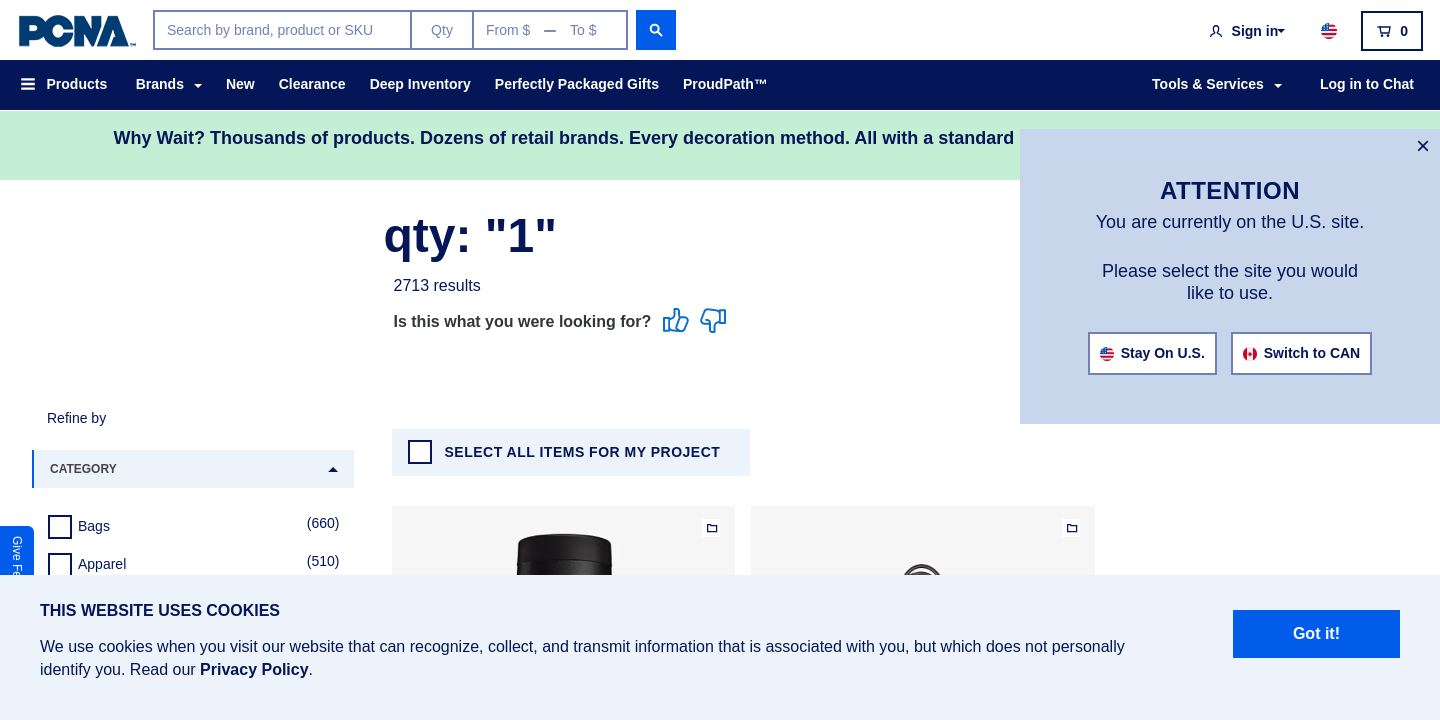 PCNA™
Search by brand, product or SKU
Qty
From $ — To $
Sign in
0
Products
Brands
New
Clearance
Deep Inventory
Perfectly Packaged Gifts
ProudPath™
Tools & Services
Log in to Chat
Why Wait? Thousands of products. Dozens of retail brands. Every decoration method. All with a standard
×
ATTENTION
You are currently on the U.S. site.
Please select the site you would
like to use.
Stay On U.S.
Switch to CAN
qty: "1"
2713 results
Is this what you were looking for?
Refine by
CATEGORY
Bags (660)
Apparel (510)
SELECT ALL ITEMS FOR MY PROJECT
Give
THIS WEBSITE USES COOKIES
We use cookies when you visit our website that can recognize, collect, and transmit information that is associated with you, but which does not personally
identify you. Read our Privacy Policy.
Got it!